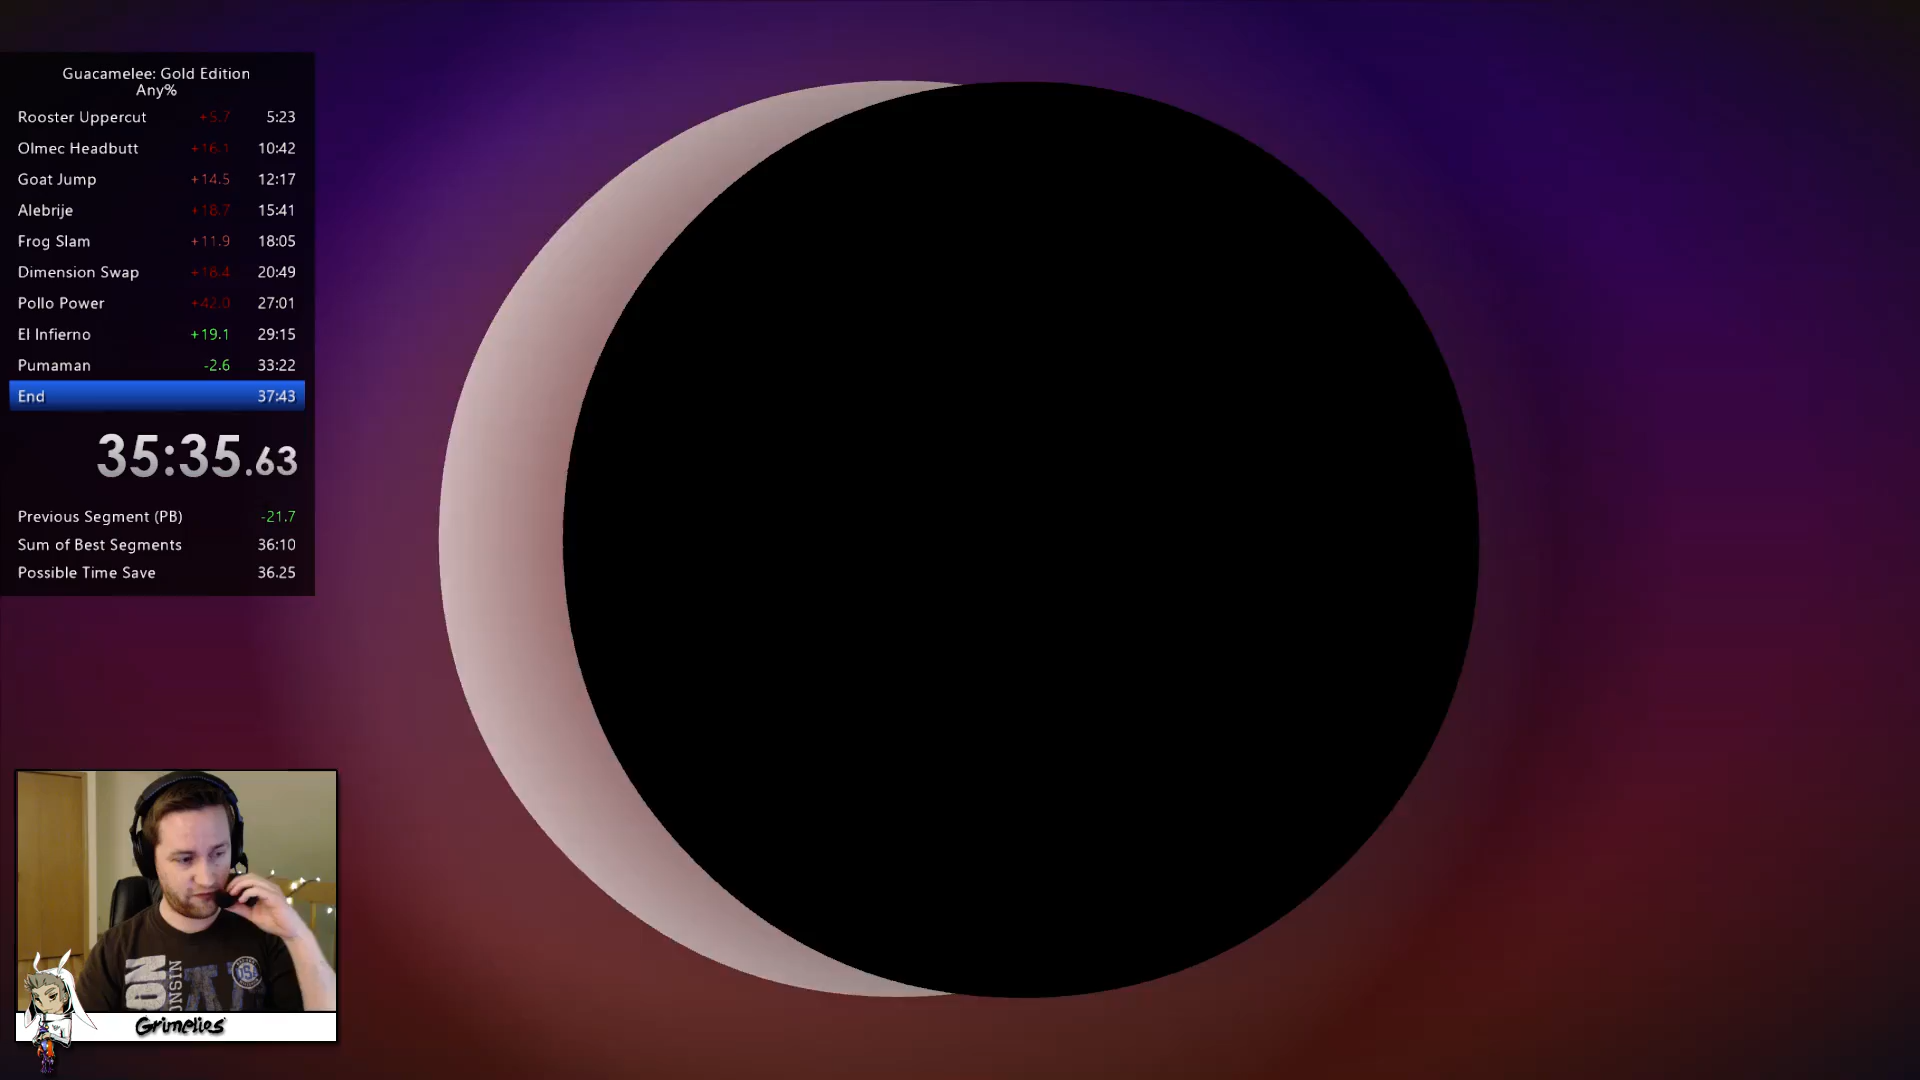 Guacamelee: Gold Edition
Any%
Rooster Uppercut +5.7 5:23
Olmec Headbutt +16.1 10:42
Goat Jump +14.5 12:17
Alebrije +18.7 15:41
Frog Slam +11.9 18:05
Dimension Swap +18.4 20:49
Pollo Power +42.0 27:01
El Infierno +19.1 29:15
Pumaman -2.6 33:22
End 37:43
35:35.63
Previous Segment (PB) -21.7
Sum of Best Segments 36:10
Possible Time Save 36.25
Grimelios